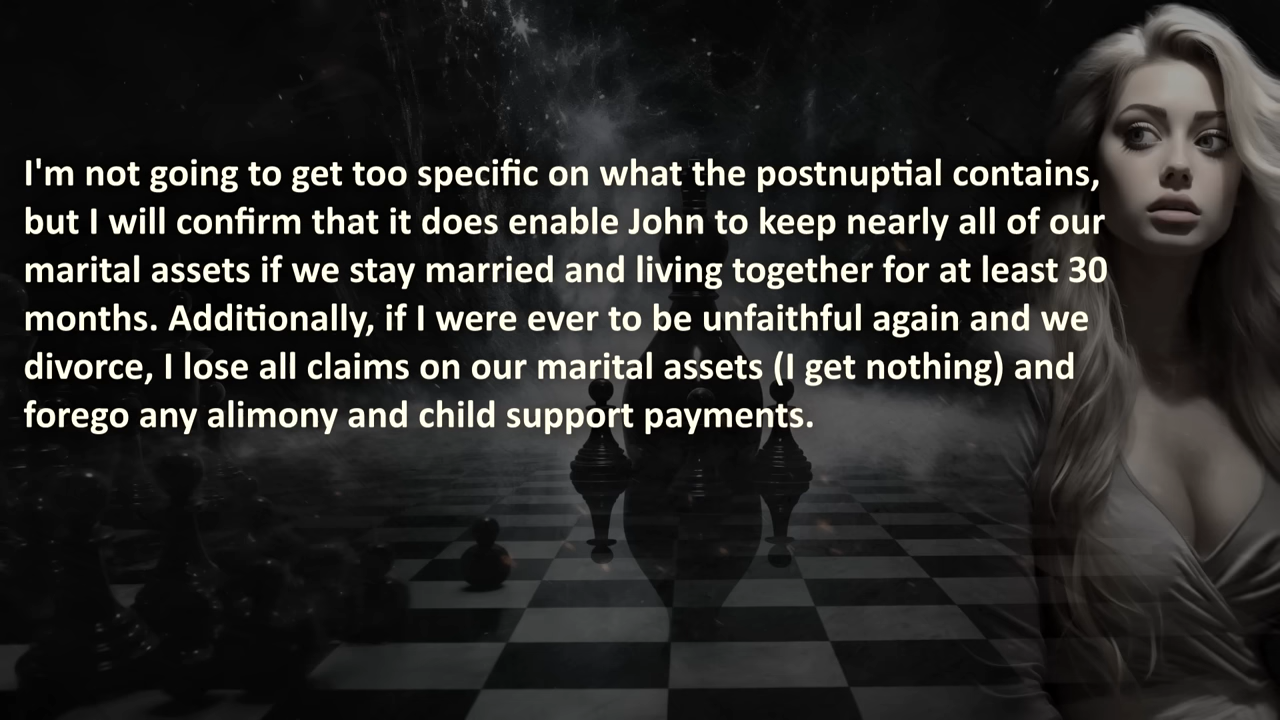 I'm not going to get too specific on what the postnuptial contains,
but I will confirm that it does enable John to keep nearly all of our
marital assets if we stay married and living together for at least 30
months. Additionally, if I were ever to be unfaithful again and we
divorce, I lose all claims on our marital assets (I get nothing) and
forego any alimony and child support payments.